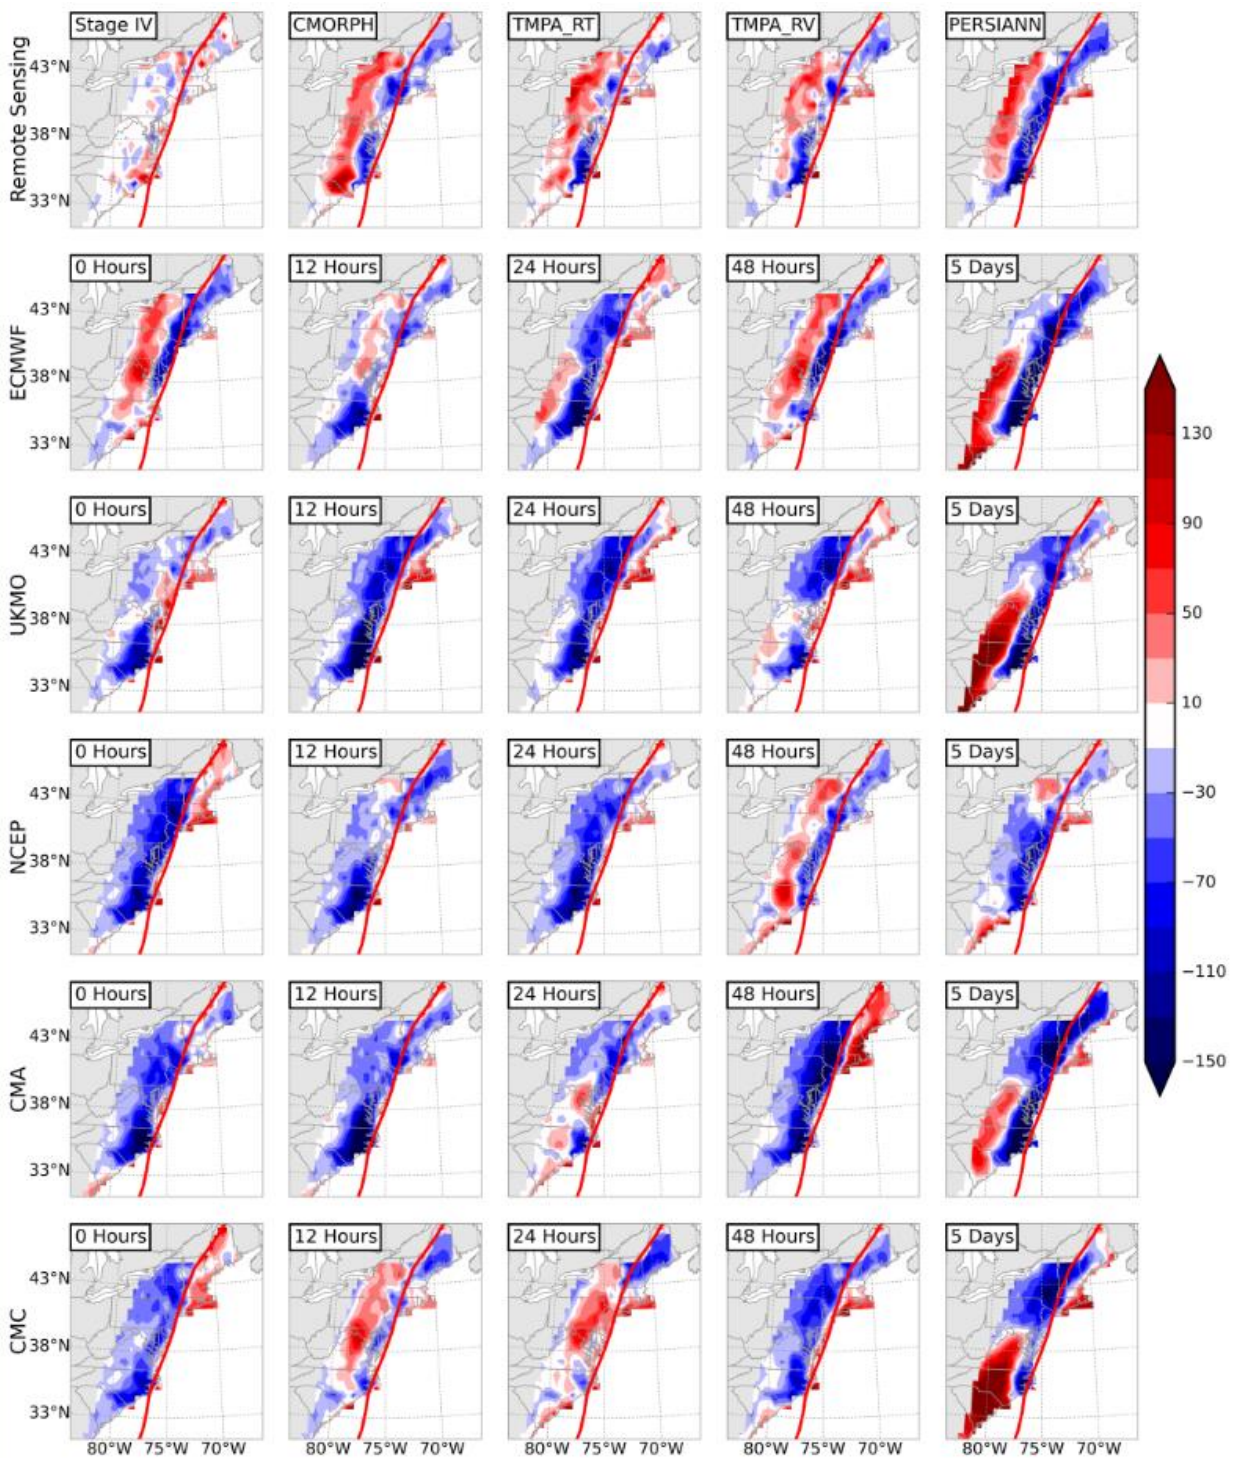 Stage IV CMORPH TMPA_RT TMPA_RV PERSIANN
Remote Sensing
43°N
38°N
33°N
0 Hours 12 Hours 24 Hours 48 Hours 5 Days
ECMWF
43°N
38°N
33°N
0 Hours 12 Hours 24 Hours 48 Hours 5 Days
UKMO
43°N
38°N
33°N
0 Hours 12 Hours 24 Hours 48 Hours 5 Days
NCEP
43°N
38°N
33°N
0 Hours 12 Hours 24 Hours 48 Hours 5 Days
CMA
43°N
38°N
33°N
0 Hours 12 Hours 24 Hours 48 Hours 5 Days
CMC
43°N
38°N
33°N
80°W 75°W 70°W 80°W 75°W 70°W 80°W 75°W 70°W 80°W 75°W 70°W 80°W 75°W 70°W
130
90
50
10
−30
−70
−110
−150